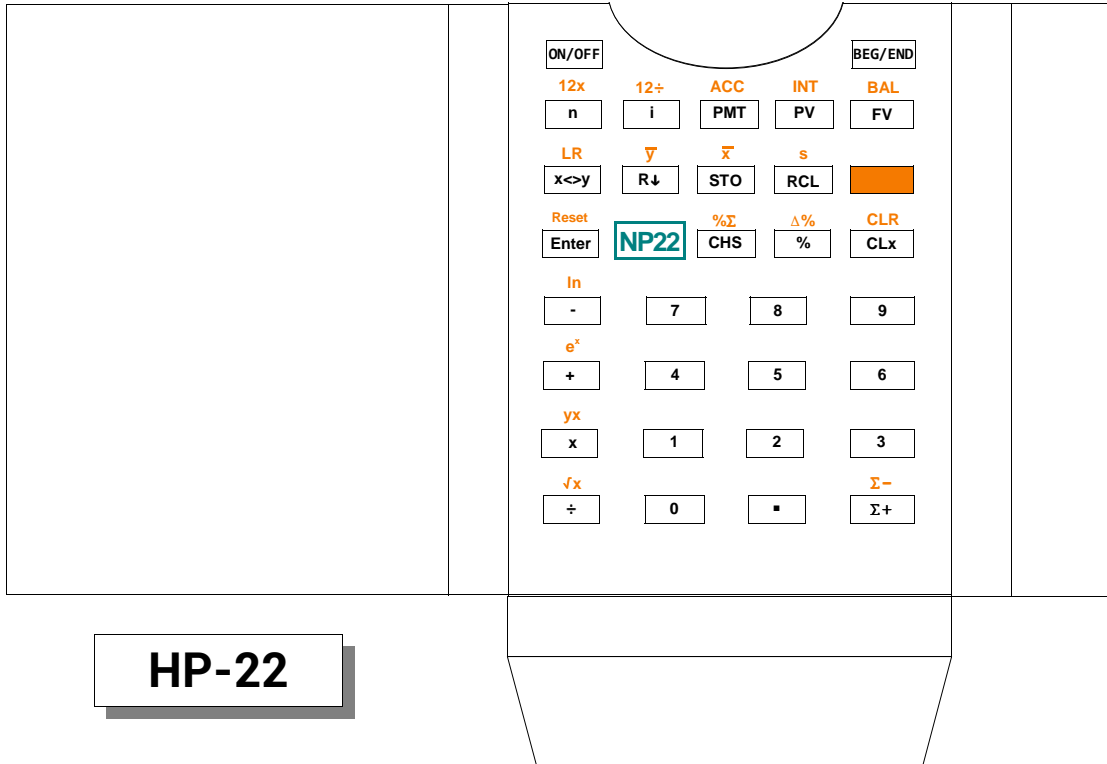 ON/OFF BEG/END
12x 12÷ ACC INT BAL
n i PMT PV FV
LR y̅ x̅ s
x<>y R↓ STO RCL
Reset %Σ Δ% CLR
Enter NP22 CHS % CLx
ln
- 7 8 9
eˣ
+ 4 5 6
yx
x 1 2 3
√x Σ−
÷ 0 ▪ Σ+
HP-22